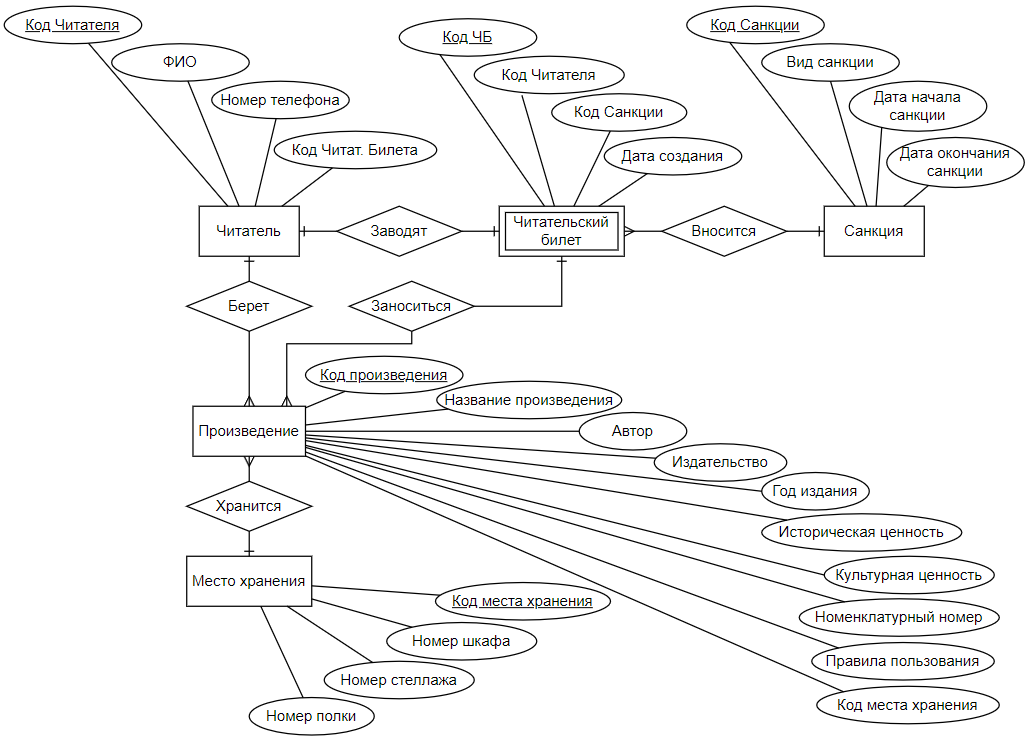 Код Читателя
ФИО
Номер телефона
Код Читат. Билета
Код ЧБ
Код Читателя
Код Санкции
Дата создания
Код Санкции
Вид санкции
Дата начала
санкции
Дата окончания
санкции
Читатель
Заводят
Читательский
билет
Вносится
Санкция
Берет
Заноситься
Код произведения
Название произведения
Произведение
Автор
Издательство
Год издания
Историческая ценность
Культурная ценность
Номенклатурный номер
Правила пользования
Код места хранения
Хранится
Место хранения
Код места хранения
Номер шкафа
Номер стеллажа
Номер полки